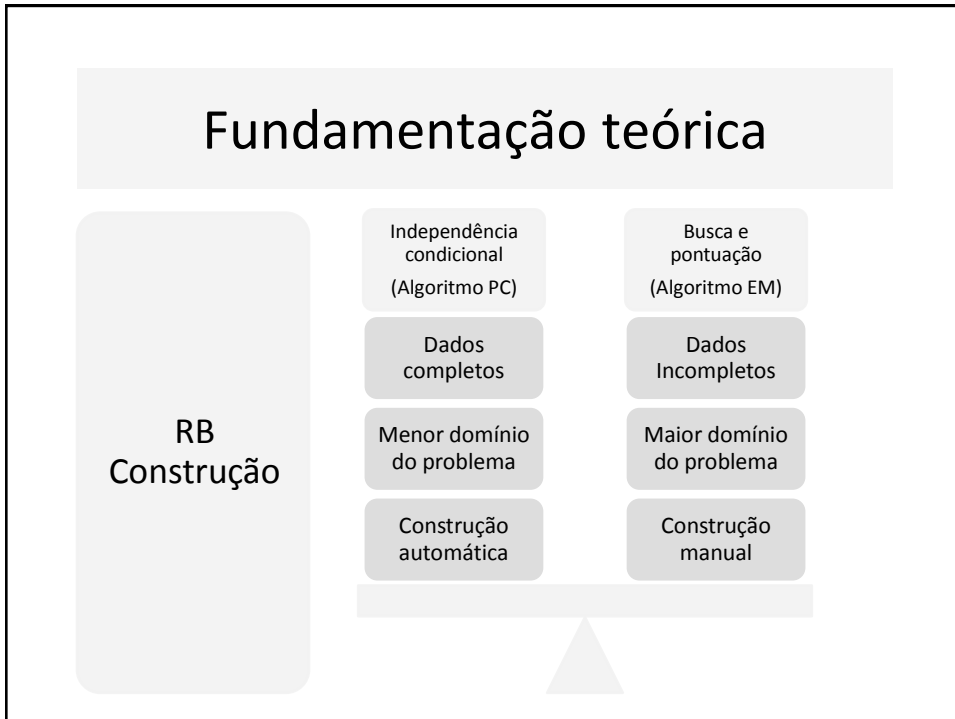 Fundamentação teórica
RB
Construção
Independência
condicional
(Algoritmo PC)
Dados
completos
Menor domínio
do problema
Construção
automática
Busca e
pontuação
(Algoritmo EM)
Dados
Incompletos
Maior domínio
do problema
Construção
manual